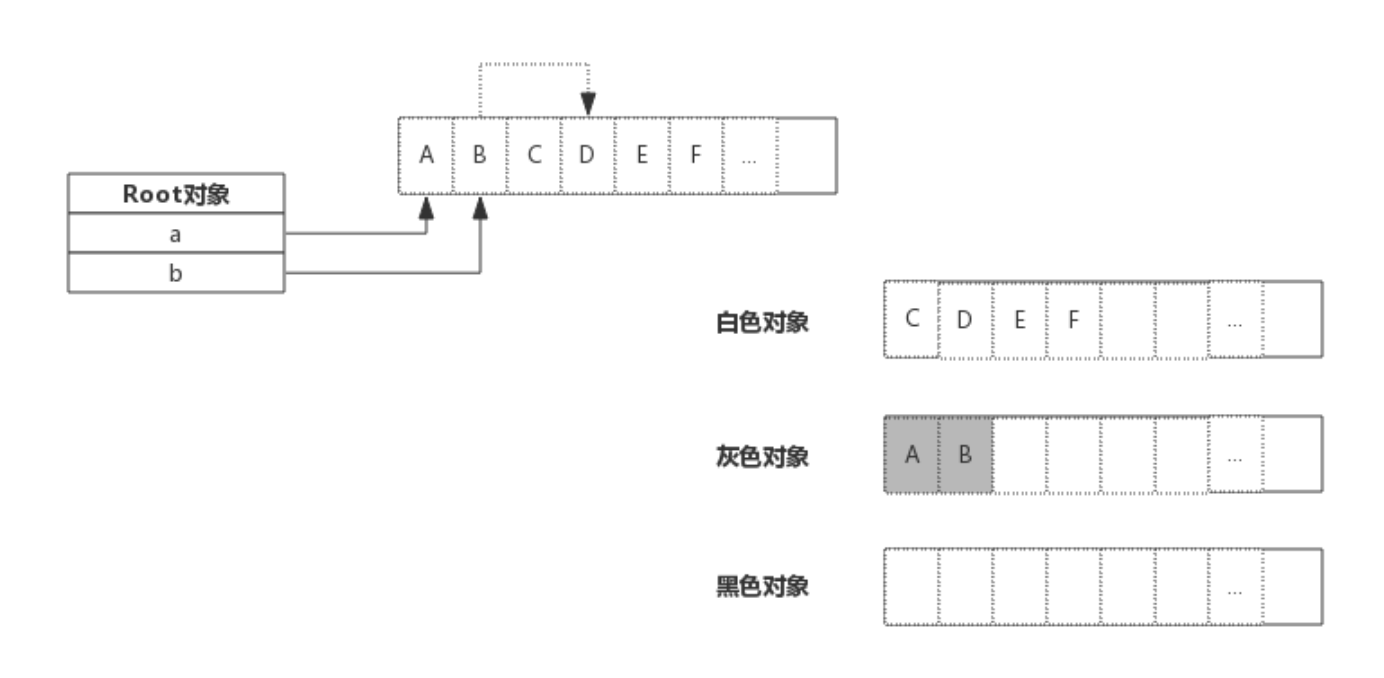 A B C D E F ...
Root对象
a
b
白色对象 C D E F ...
灰色对象 A B ...
黑色对象 ...